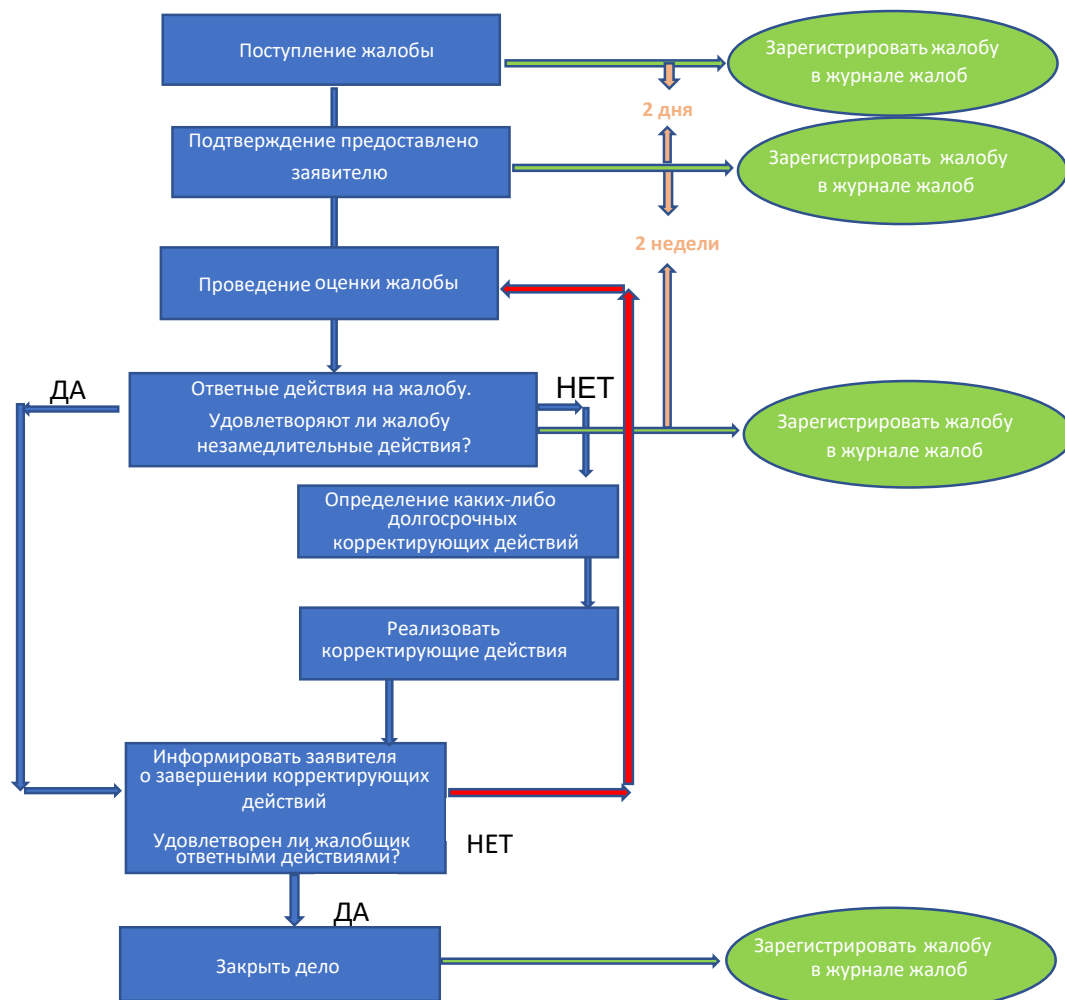 Поступление жалобы
Зарегистрировать жалобу
в журнале жалоб
2 дня
Подтверждение предоставлено
заявителю
Зарегистрировать жалобу
в журнале жалоб
2 недели
Проведение оценки жалобы
ДА
Ответные действия на жалобу.
Удовлетворяют ли жалобу
незамедлительные действия?
НЕТ
Зарегистрировать жалобу
в журнале жалоб
Определение каких-либо
долгосрочных
корректирующих действий
Реализовать
корректирующие действия
Информировать заявителя
о завершении корректирующих
действий
Удовлетворен ли жалобщик
ответными действиями?
НЕТ
ДА
Закрыть дело
Зарегистрировать жалобу
в журнале жалоб